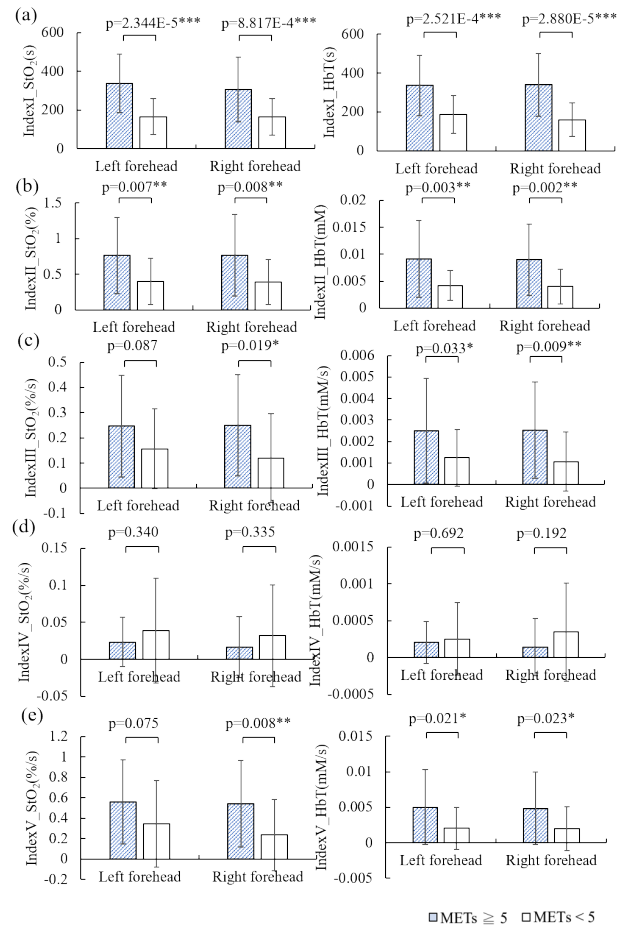 (a)
p=2.344E-5*** p=8.817E-4***
IndexI_StO2(s)
600
400
200
0
Left forehead Right forehead
p=2.521E-4*** p=2.880E-5***
IndexI_HbT(s)
600
400
200
0
Left forehead Right forehead
(b)
p=0.007** p=0.008**
IndexII_StO2(%)
1.5
1
0.5
0
Left forehead Right forehead
p=0.003** p=0.002**
IndexII_HbT(mM)
0.02
0.015
0.01
0.005
0
Left forehead Right forehead
(c)
p=0.087 p=0.019*
IndexIII_StO2(%/s)
0.5
0.4
0.3
0.2
0.1
0
-0.1
Left forehead Right forehead
p=0.033* p=0.009**
IndexIII_HbT(mM/s)
0.006
0.005
0.004
0.003
0.002
0.001
0
-0.001
Left forehead Right forehead
(d)
p=0.340 p=0.335
IndexIV_StO2(%/s)
0.15
0.1
0.05
0
-0.05
Left forehead Right forehead
p=0.692 p=0.192
IndexIV_HbT(mM/s)
0.0015
0.001
0.0005
0
-0.0005
Left forehead Right forehead
(e)
p=0.075 p=0.008**
IndexV_StO2(%/s)
1.2
1
0.8
0.6
0.4
0.2
0
-0.2
Left forehead Right forehead
p=0.021* p=0.023*
IndexV_HbT(mM/s)
0.015
0.01
0.005
0
-0.005
Left forehead Right forehead
METs ≧ 5 METs < 5